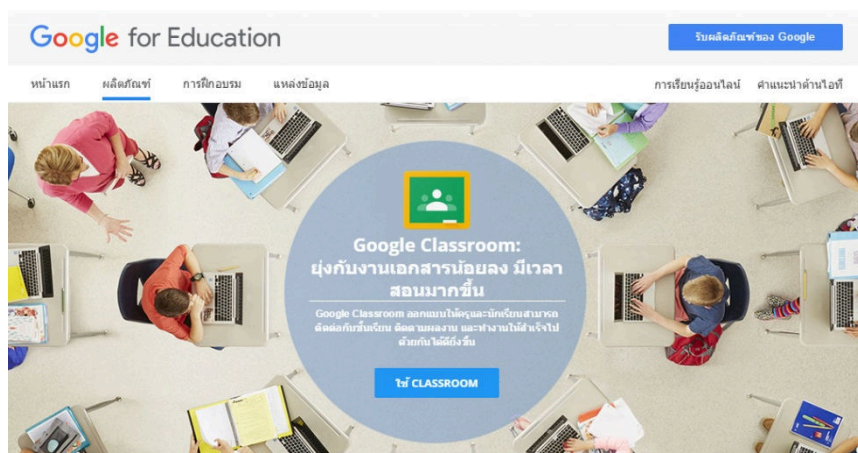 Google for Education
รับผลิตภัณฑ์ของ Google
หน้าแรก ผลิตภัณฑ์ การฝึกอบรม แหล่งข้อมูล การเรียนรู้ออนไลน์ คำแนะนำด้านไอที
Google Classroom:
ยุ่งกับงานเอกสารน้อยลง มีเวลา
สอนมากขึ้น
Google Classroom ออกแบบให้ครูและนักเรียนสามารถ
ติดต่อกับชั้นเรียน ติดตามผลงาน และทำงานให้สำเร็จไป
ด้วยกันได้ดียิ่งขึ้น
ใช้ CLASSROOM